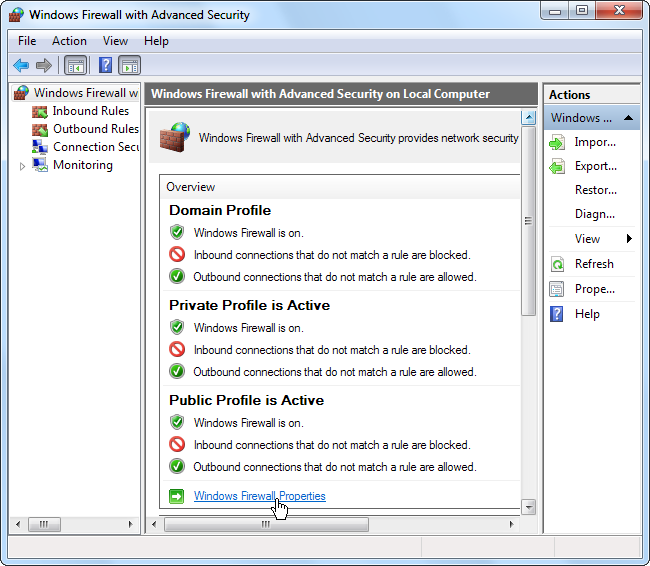 Windows Firewall with Advanced Security
File Action View Help
Windows Firewall w
Inbound Rules
Outbound Rules
Connection Secu
Monitoring
Windows Firewall with Advanced Security on Local Computer
Windows Firewall with Advanced Security provides network security
Overview
Domain Profile
Windows Firewall is on.
Inbound connections that do not match a rule are blocked.
Outbound connections that do not match a rule are allowed.
Private Profile is Active
Windows Firewall is on.
Inbound connections that do not match a rule are blocked.
Outbound connections that do not match a rule are allowed.
Public Profile is Active
Windows Firewall is on.
Inbound connections that do not match a rule are blocked.
Outbound connections that do not match a rule are allowed.
Windows Firewall Properties
Actions
Windows ...
Impor...
Export...
Restor...
Diagn...
View
Refresh
Prope...
Help